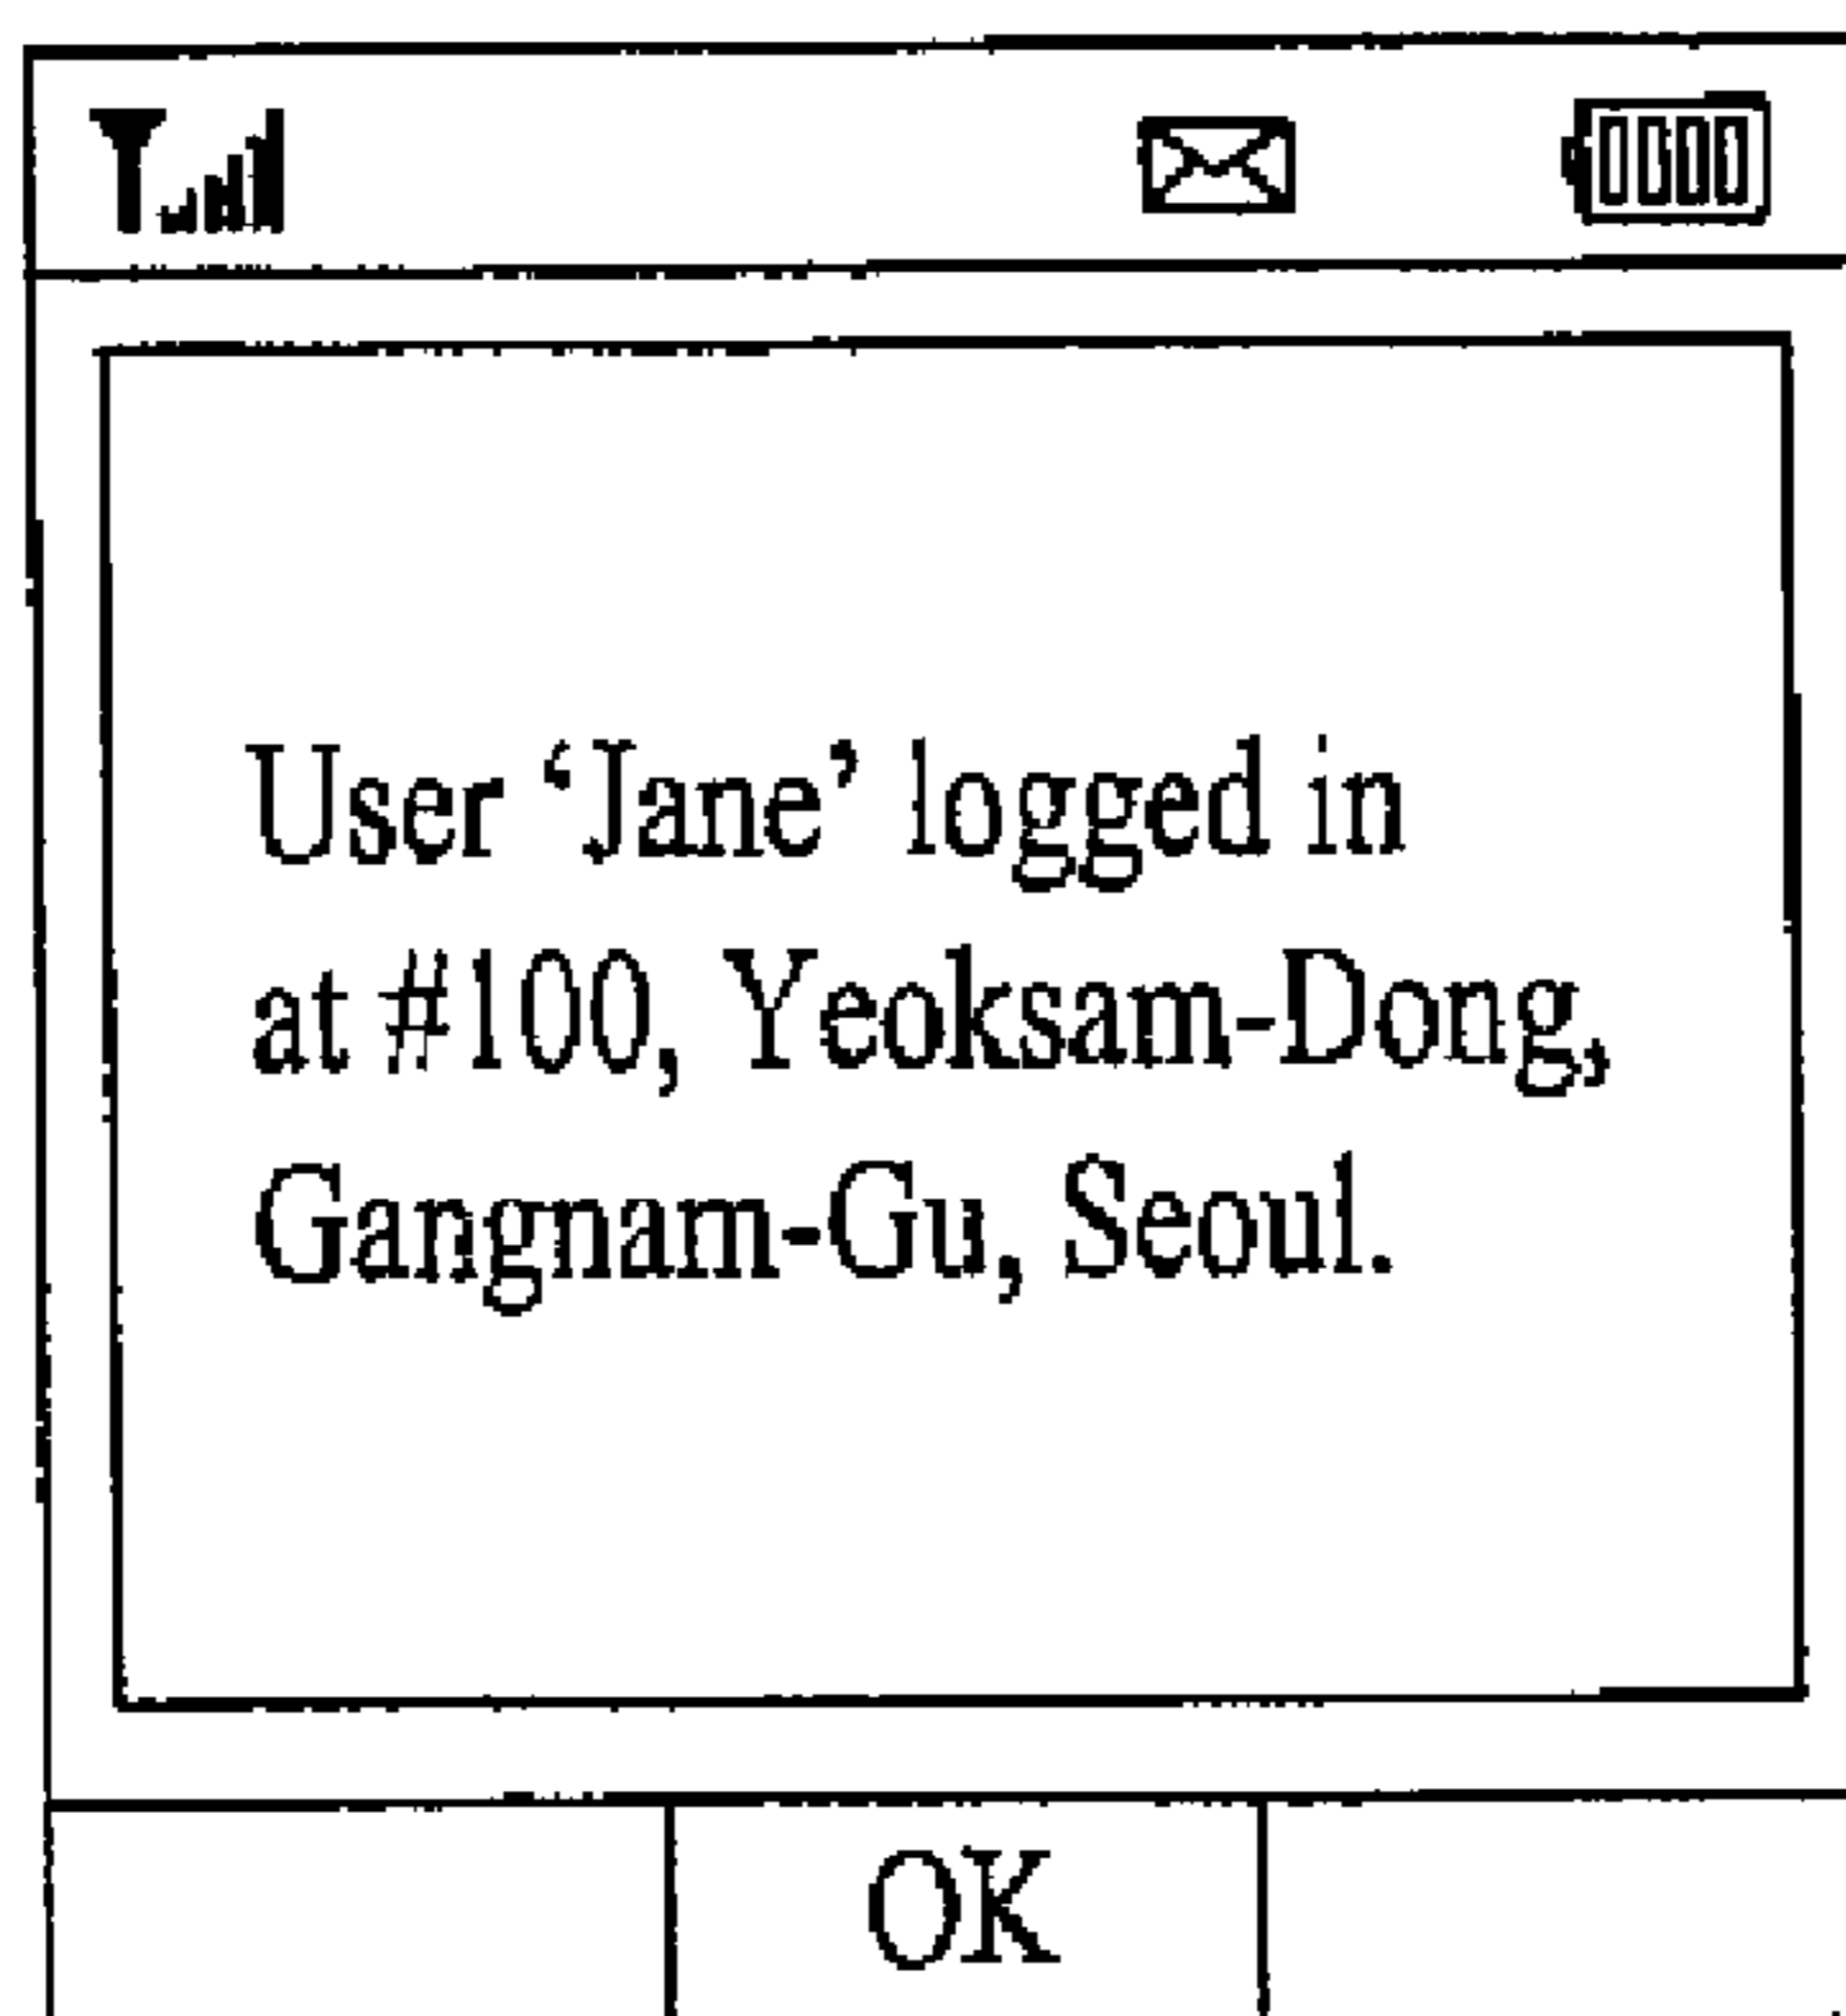 User ‘Jane’ logged in
at #100, Yeoksam-Dong,
Gangnam-Gu, Seoul.
OK